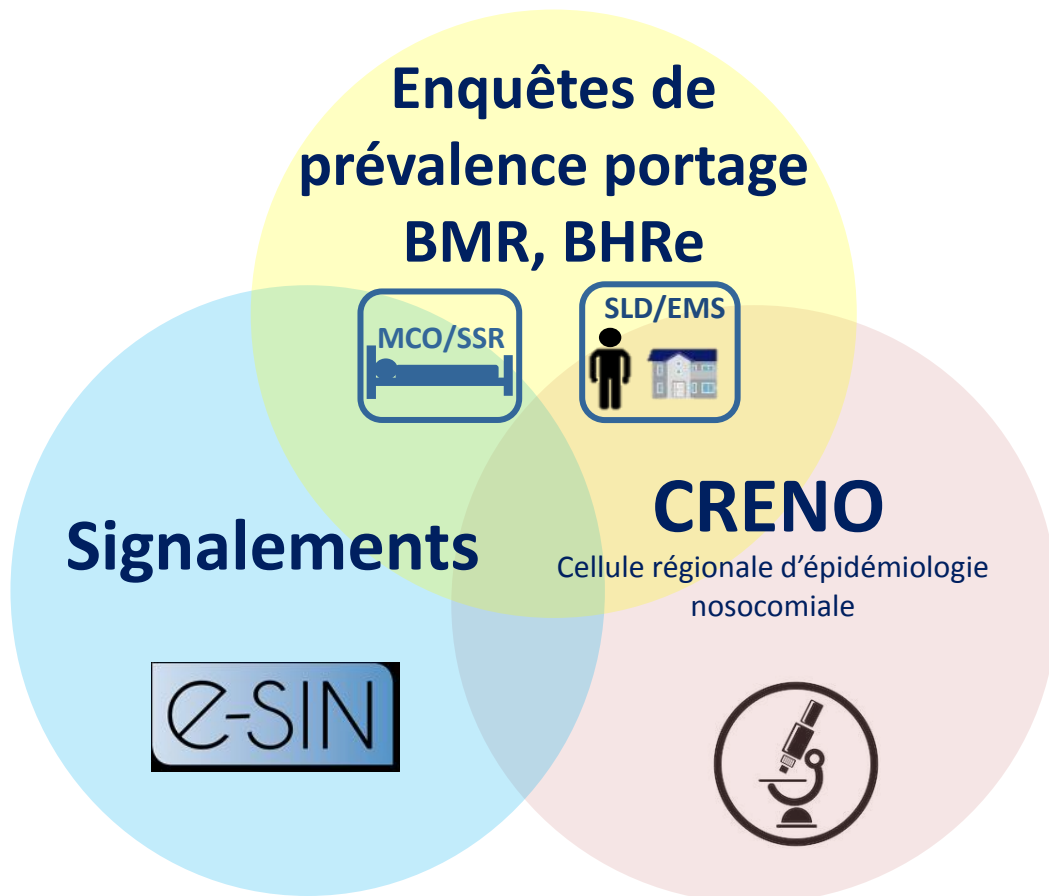 Enquêtes de
prévalence portage
BMR, BHRe
MCO/SSR
SLD/EMS
Signalements
e-SIN
CRENO
Cellule régionale d'épidémiologie
nosocomiale